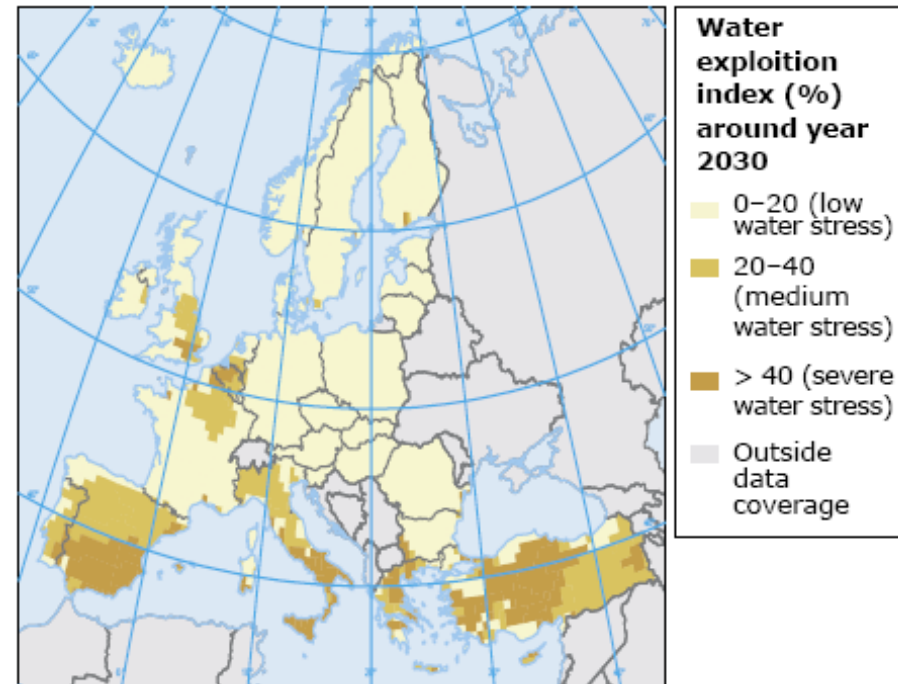 Water
exploition
index (%)
around year
2030
0–20 (low
water stress)
20–40
(medium
water stress)
> 40 (severe
water stress)
Outside
data
coverage